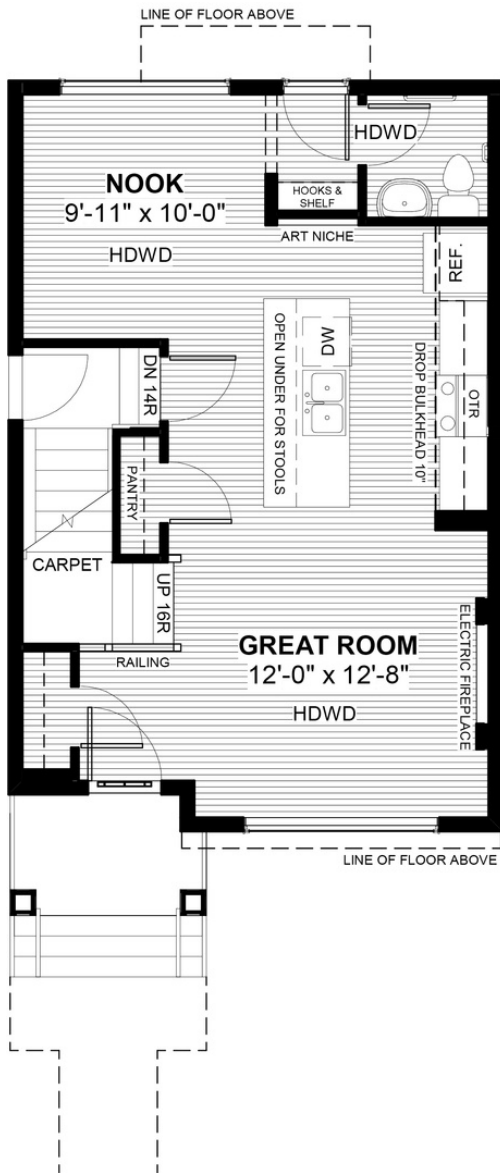 LINE OF FLOOR ABOVE
HDWD
NOOK
9'-11" x 10'-0"
HDWD
HOOKS &
SHELF
ART NICHE
REF.
OPEN UNDER FOR STOOLS
DW
DROP BULKHEAD 10"
OTR
DN 14R
PANTRY
CARPET
UP 16R
RAILING
GREAT ROOM
12'-0" x 12'-8"
HDWD
ELECTRIC FIREPLACE
LINE OF FLOOR ABOVE